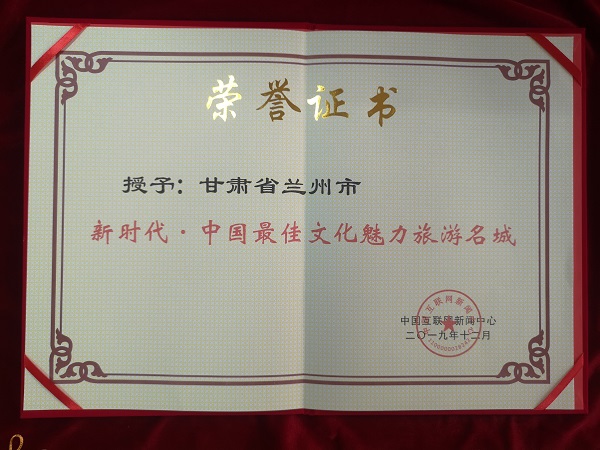 荣誉证书
授予：甘肃省兰州市
新时代·中国最佳文化魅力旅游名城
中国互联网新闻中心
二〇一九年十二月